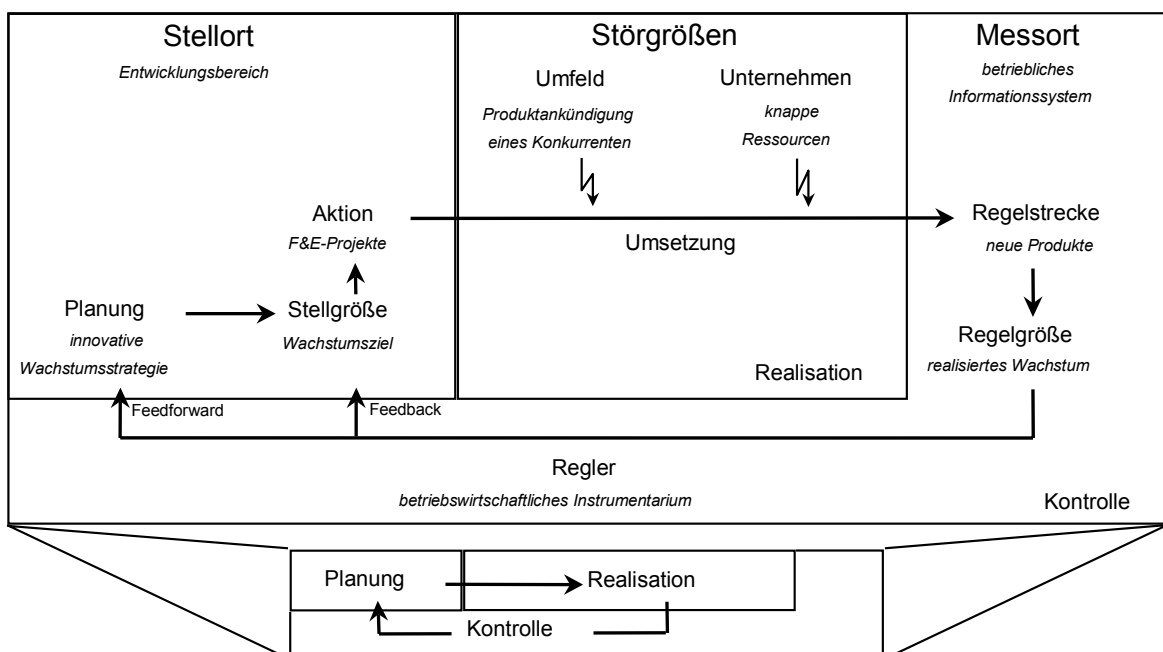 Stellort
Entwicklungsbereich
Störgrößen
Umfeld
Produktankündigung
eines Konkurrenten
Unternehmen
knappe
Ressourcen
Messort
betriebliches
Informationssystem
Aktion
F&E-Projekte
Umsetzung
Regelstrecke
neue Produkte
Planung
innovative
Wachstumsstrategie
Stellgröße
Wachstumsziel
Regelgröße
realisiertes Wachstum
Realisation
Feedforward
Feedback
Regler
betriebswirtschaftliches Instrumentarium
Kontrolle
Planung
Realisation
Kontrolle